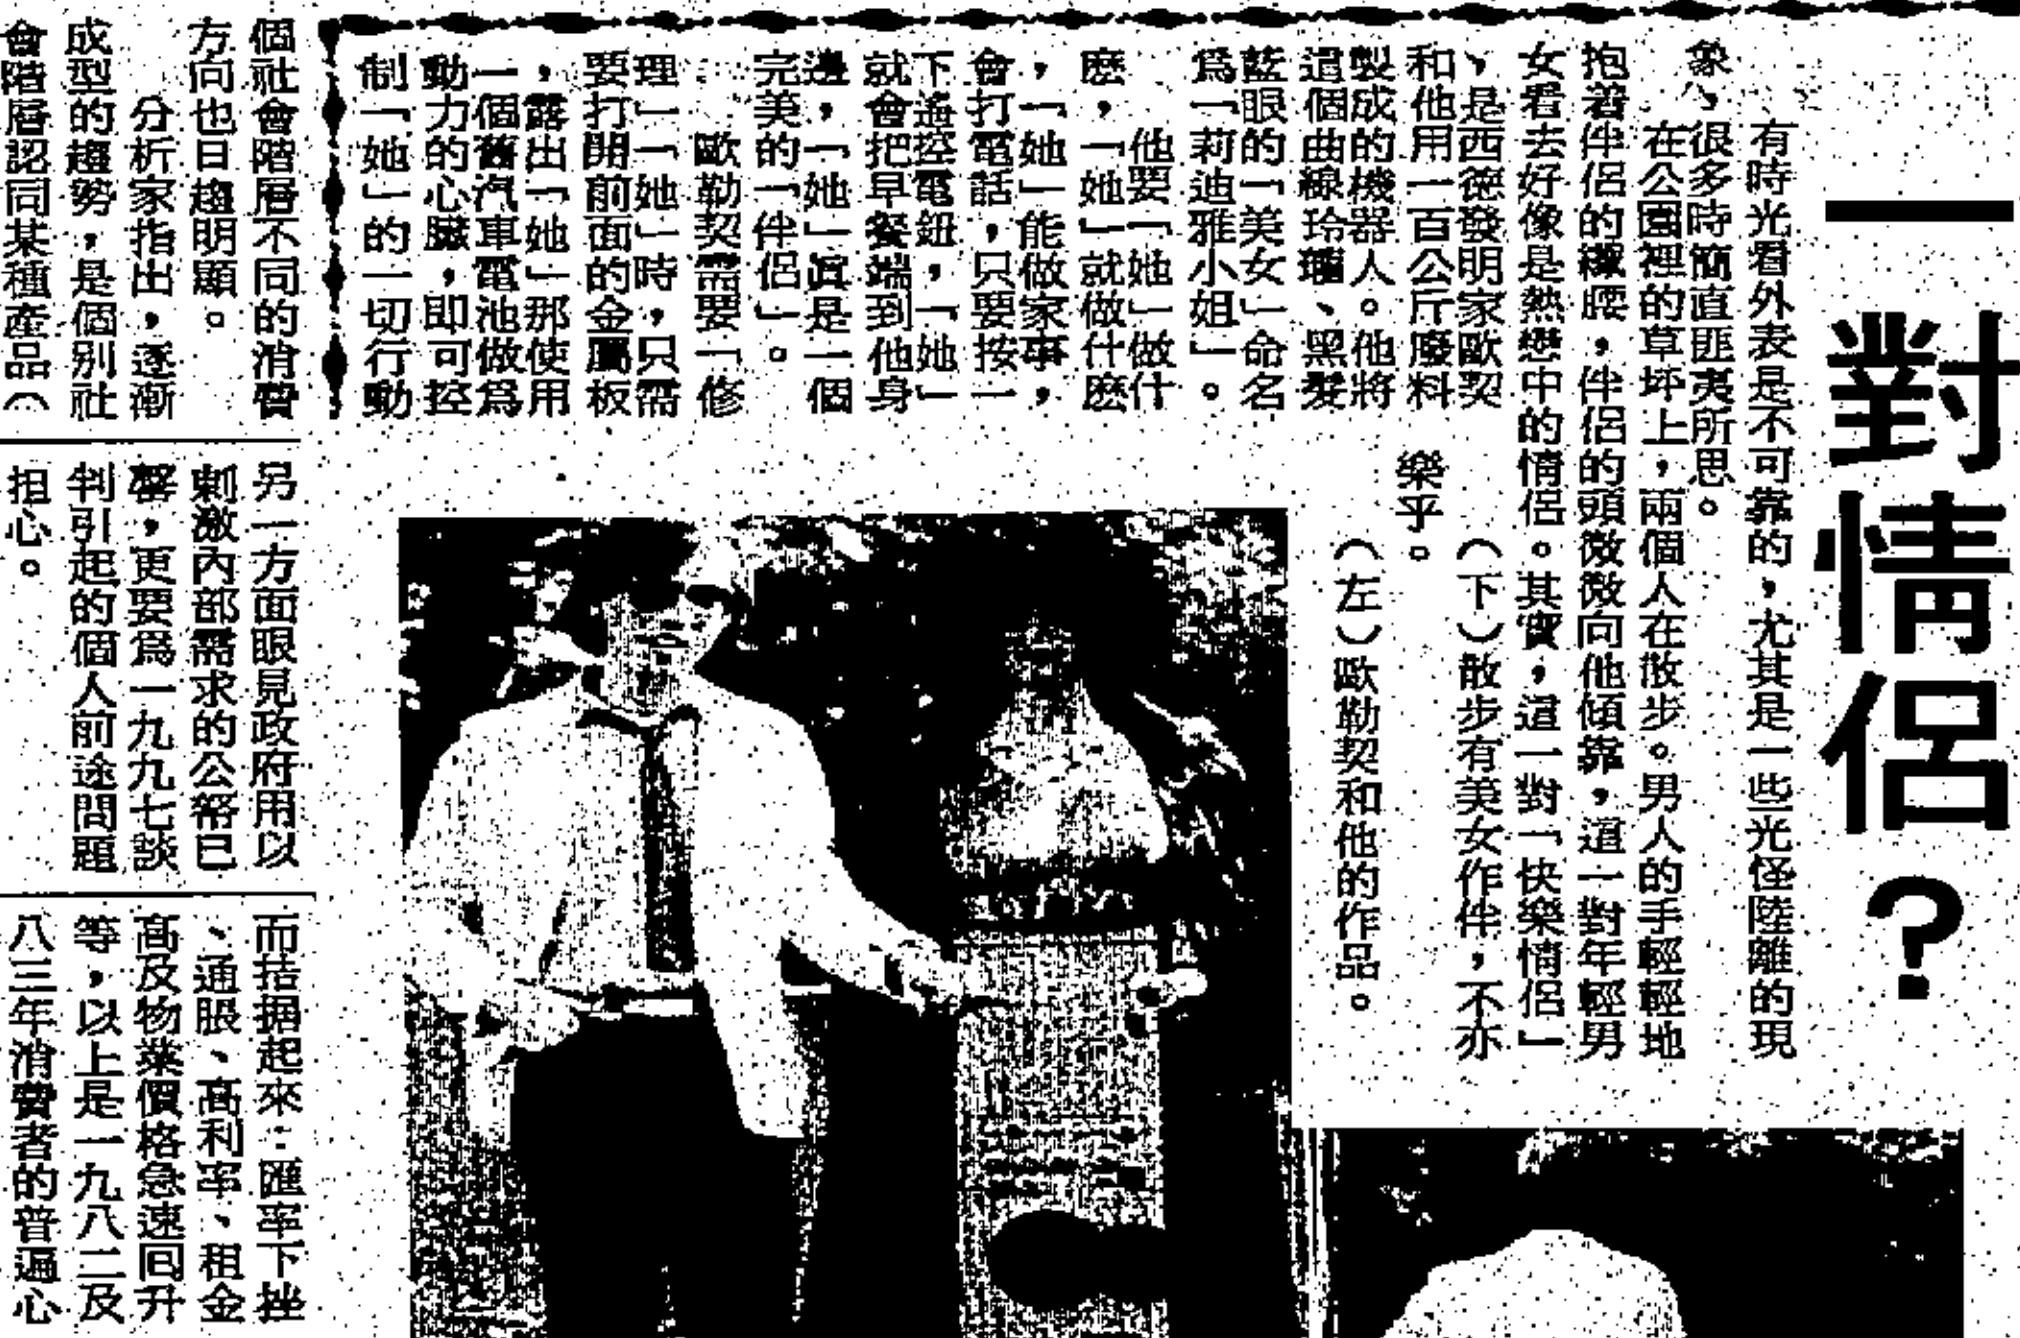 一對情侶？
有時光看外表是不可靠的，尤其是一些光怪陸離的現
象，很多時簡直匪夷所思。
在公園裡的草坪上，兩個人在散步。男人的手輕輕地
抱着伴侶的纖腰，伴侶的頭微微向他傾靠，這一對年輕男
女看去好像是熱戀中的情侶。其實，這一對「快樂情侶」
，是西德發明家歐契
和他用一百公斤廢料
製成的機器人。他將
這個曲線玲瓏、黑髮
藍眼的「美女」命名
爲「莉迪雅小姐」。
他要「她」做什
麽，「她」就做什麽
，「她」能做家事，
會打電話，只要按一
下遙控電鈕，「她」
就會把早餐端到他身
邊，「她」眞是一個
完美的「伴侶」。
歐勒契需要「修
理」「她」時，只需
要打開前面的金屬板
，露出「她」那使用
一個舊汽車電池做爲
動力的心臟，即可控
制「她」的一切行動
（下）散步有美女作伴，不亦
樂乎。
（左）歐勒契和他的作品。
個社會階層不同的消費
方向也日趨明顯。
分析家指出，逐漸
成型的趨勢，是個別社
會階層認同某種產品（
另一方面眼見政府用以
刺激內部需求的公帑已
罄，更要爲一九九七談
判引起的個人前途問題
担心。
而拮据起來：匯率下挫
、通脹、高利率、租金
高及物業價格急速回升
等，以上是一九八二及
八三年消費者的普遍心